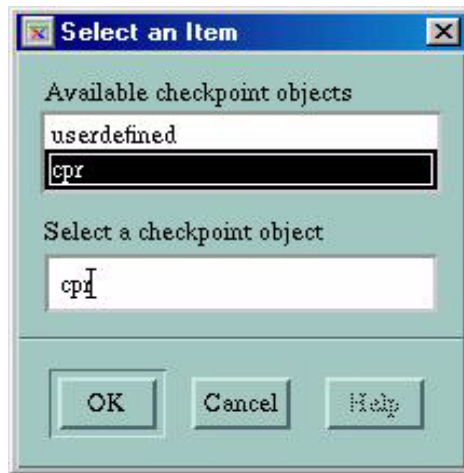 Select an Item
Available checkpoint objects
userdefined
cpr
Select a checkpoint object
cpr
OK Cancel Help